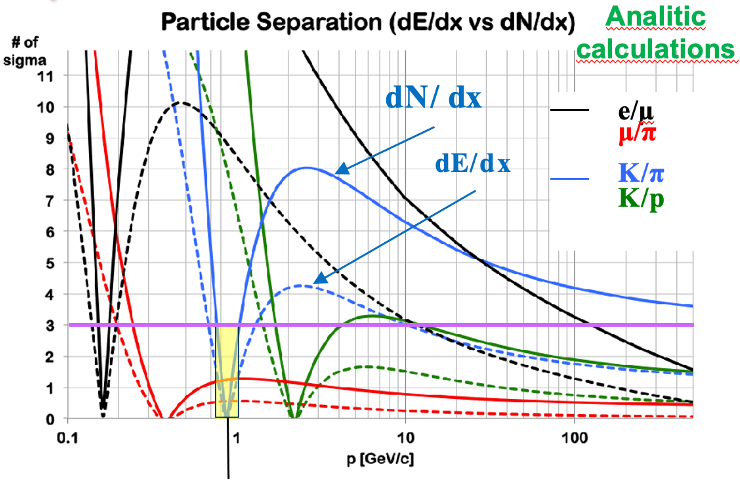 Particle Separation (dE/dx vs dN/dx)
Analitic
calculations
# of
sigma
11
10
9
8
7
6
5
4
3
2
1
0
dN/ dx
dE/dx
e/μ
μ/π
K/π
K/p
0.1
1
10
100
p [GeV/c]